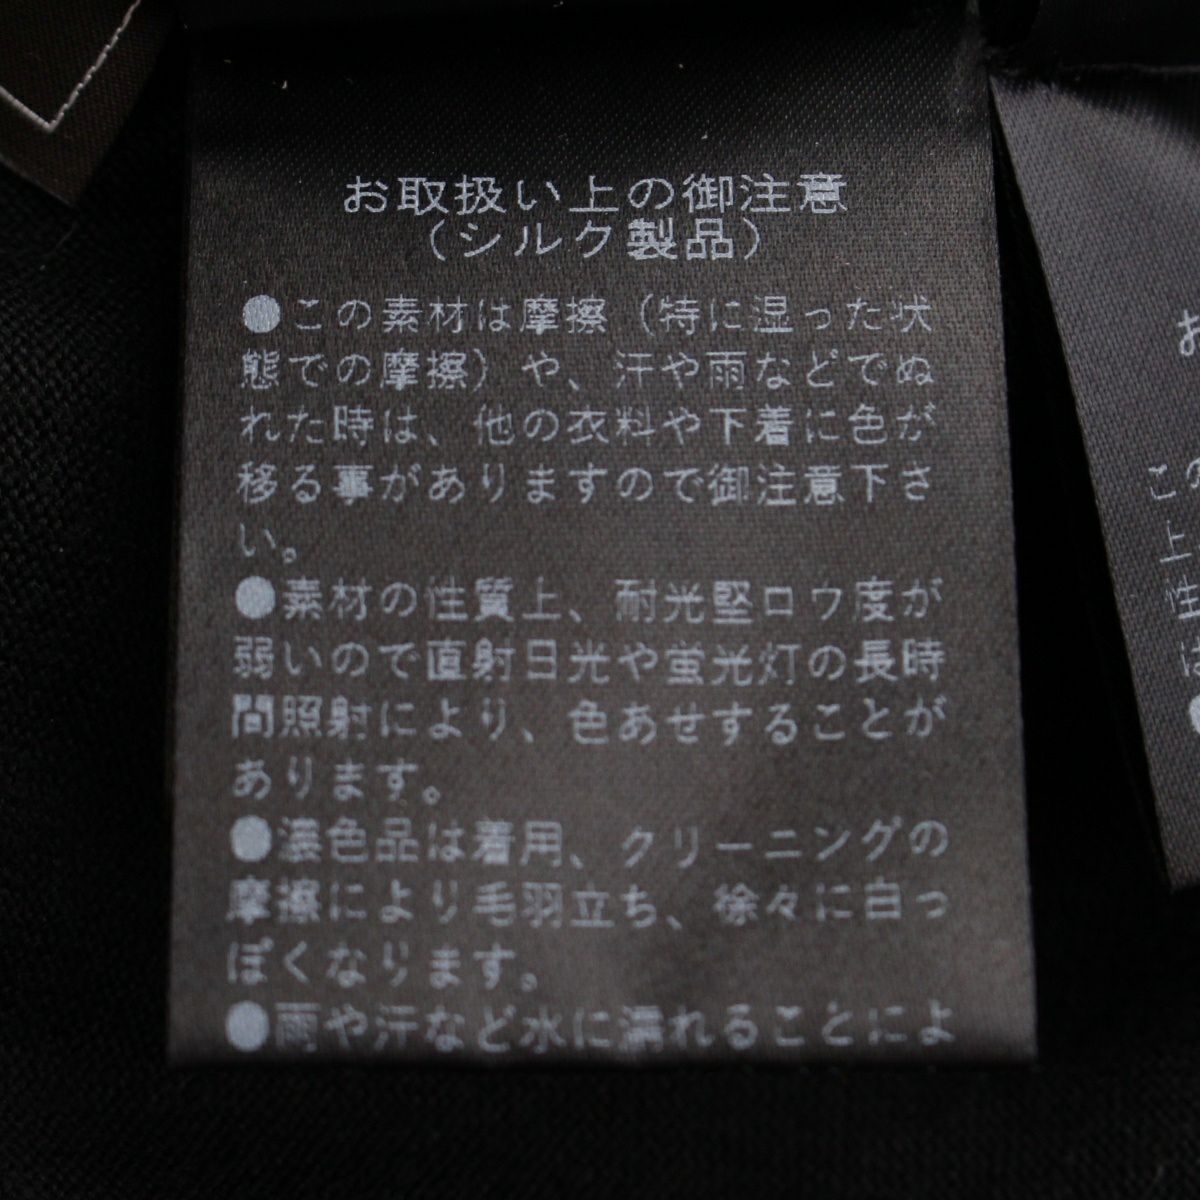 お取扱い上の御注意
（シルク製品）
●この素材は摩擦（特に湿った状
態での摩擦）や、汗や雨などでぬ
れた時は、他の衣料や下着に色が
移る事がありますので御注意下さ
い。
●素材の性質上、耐光堅ロウ度が
弱いので直射日光や蛍光灯の長時
間照射により、色あせすることが
あります。
●濃色品は着用、クリーニングの
摩擦により毛羽立ち、徐々に白っ
ぽくなります。
●雨や汗など水に濡れることによ
お
この
上
性
は